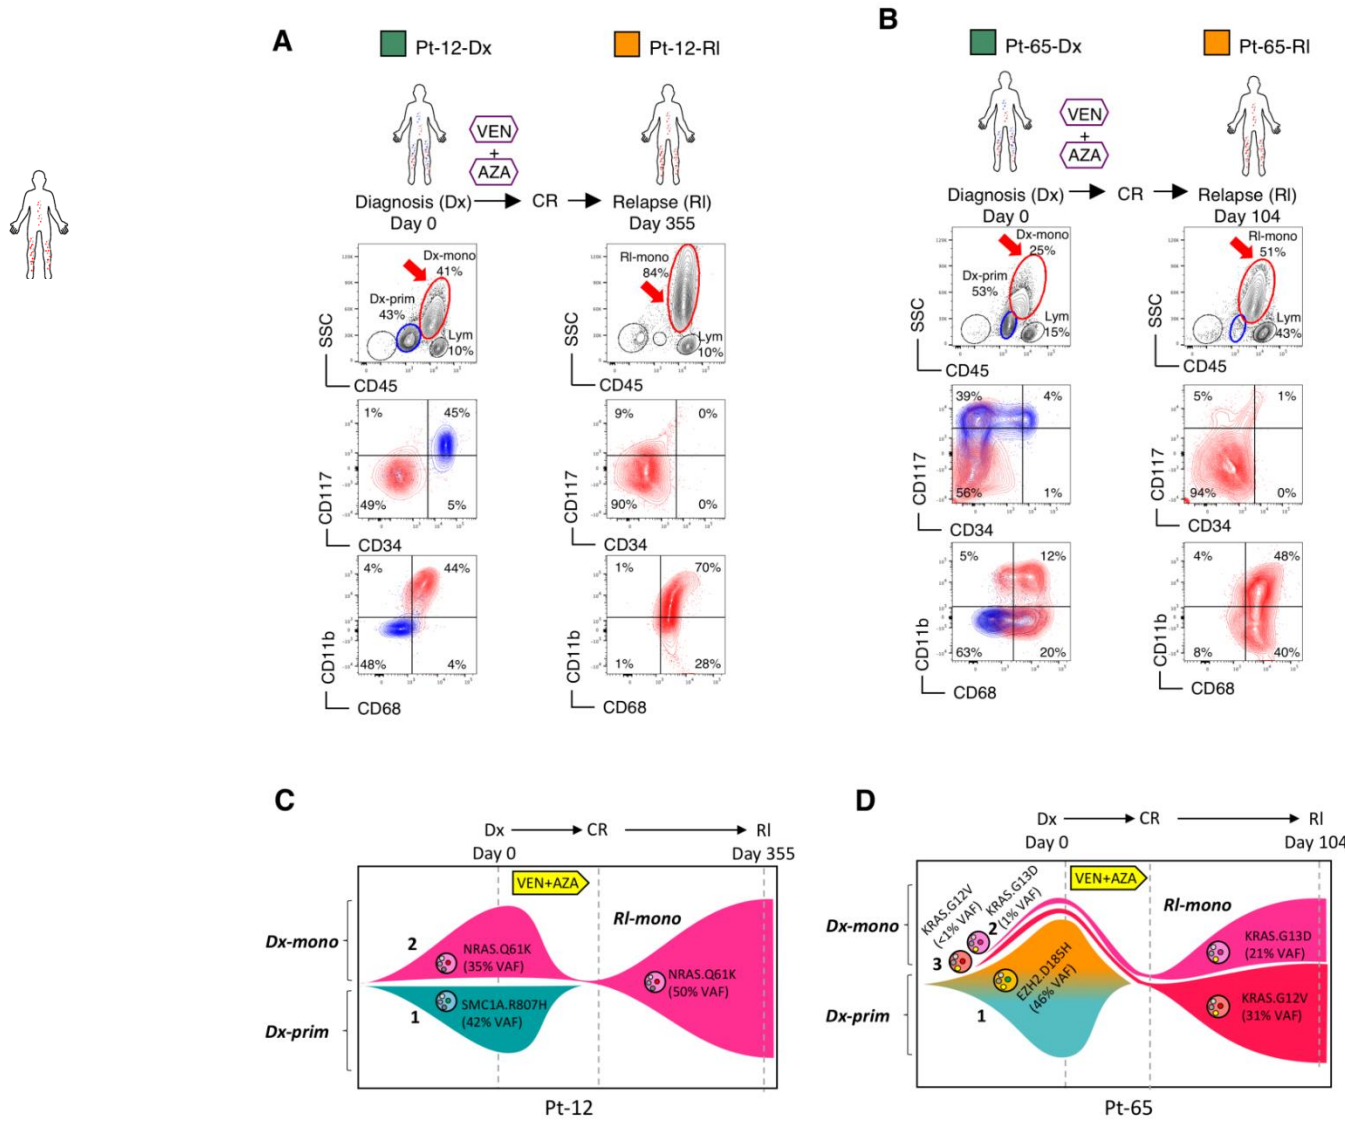 A
Pt-12-Dx
Pt-12-Rl
VEN
+
AZA
Diagnosis (Dx)
CR
Relapse (Rl)
Day 0
Day 355
Dx-mono
41%
Dx-prim
43%
Lym
10%
SSC
CD45
Rl-mono
84%
Lym
10%
SSC
CD45
1%
45%
49%
5%
CD117
CD34
9%
0%
90%
0%
CD117
CD34
4%
44%
48%
4%
CD11b
CD68
1%
70%
1%
28%
CD11b
CD68
B
Pt-65-Dx
Pt-65-Rl
VEN
+
AZA
Diagnosis (Dx)
CR
Relapse (Rl)
Day 0
Day 104
Dx-mono
25%
Dx-prim
53%
Lym
15%
SSC
CD45
Rl-mono
51%
Lym
43%
SSC
CD45
39%
4%
56%
1%
CD117
CD34
5%
1%
94%
0%
CD117
CD34
5%
12%
63%
20%
CD11b
CD68
4%
48%
8%
40%
CD11b
CD68
C
Dx
CR
Rl
Day 0
Day 355
VEN+AZA
Rl-mono
Dx-mono
2
NRAS.Q61K
(35% VAF)
NRAS.Q61K
(50% VAF)
SMC1A.R807H
(42% VAF)
1
Dx-prim
Pt-12
D
Dx
CR
Rl
Day 0
Day 104
VEN+AZA
KRAS.G12V
(<1% VAF)
KRAS.G13D
(1% VAF)
Rl-mono
Dx-mono
2
3
EZH2.D185H
(46% VAF)
KRAS.G13D
(21% VAF)
KRAS.G12V
(31% VAF)
1
Dx-prim
Pt-65